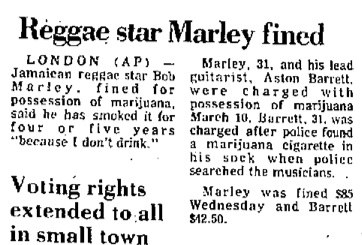 Reggae star Marley fined
LONDON (AP) —
Jamaican reggae star Bob
Marley, fined for
possession of marijuana,
said he has smoked it for
four or five years
"because I don't drink."
Marley, 31, and his lead
guitarist, Aston Barrett,
were charged with
possession of marijuana
March 10. Barrett, 31, was
charged after police found
a marijuana cigarette in
his sock when police
searched the musicians.
Marley was fined $85
Wednesday and Barrett
$42.50.
Voting rights
extended to all
in small town